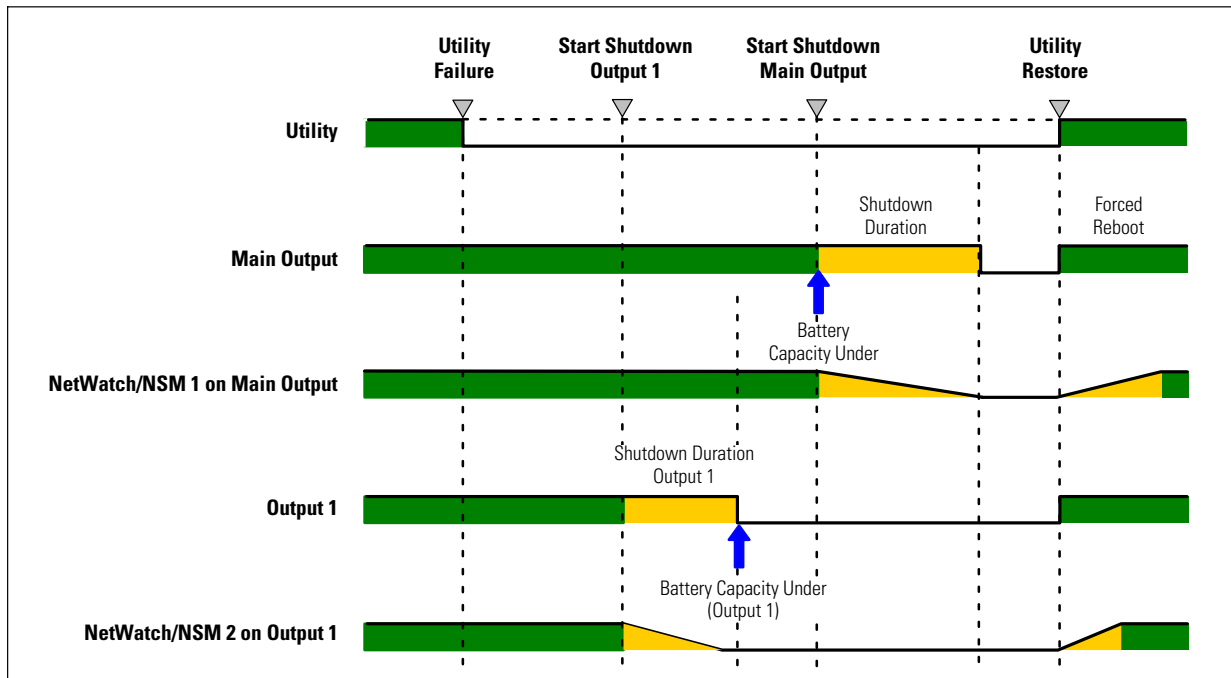 Utility
Failure
Start Shutdown
Output 1
Start Shutdown
Main Output
Utility
Restore
Utility
Shutdown
Duration
Forced
Reboot
Main Output
Battery
Capacity Under
NetWatch/NSM 1 on Main Output
Shutdown Duration
Output 1
Output 1
Battery Capacity Under
(Output 1)
NetWatch/NSM 2 on Output 1